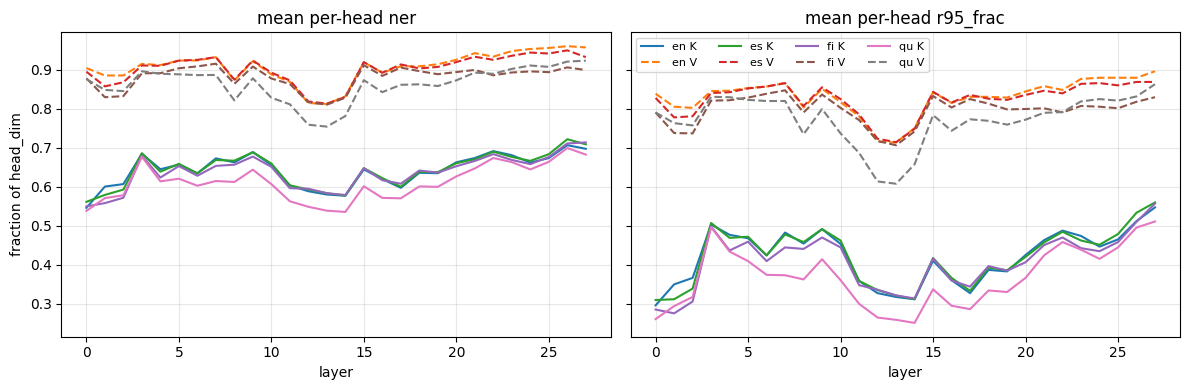 mean per-head ner
mean per-head r95_frac
fraction of head_dim
0.9
0.8
0.7
0.6
0.5
0.4
0.3
en K
en V
es K
es V
fi K
fi V
qu K
qu V
0 5 10 15 20 25
layer
0 5 10 15 20 25
layer